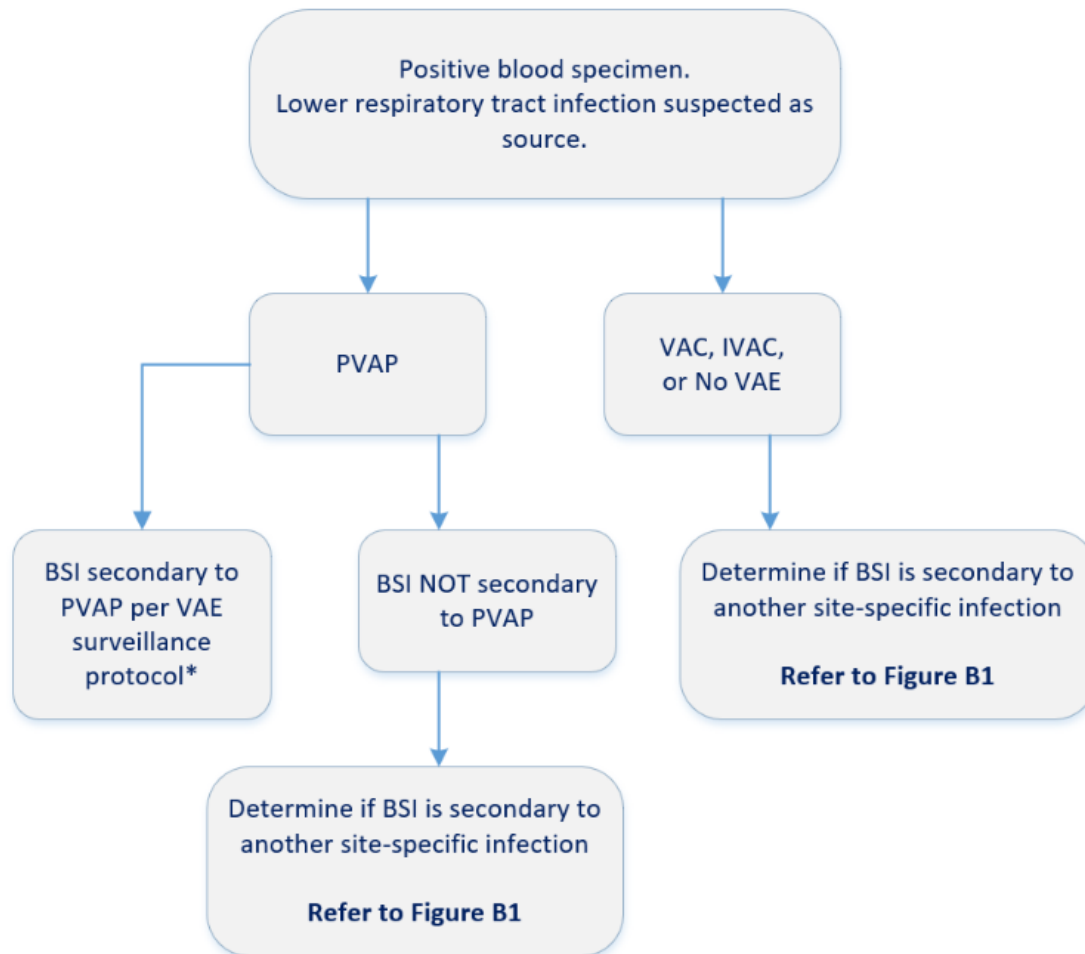 Positive blood specimen.
Lower respiratory tract infection suspected as
source.
PVAP
VAC, IVAC,
or No VAE
BSI secondary to
PVAP per VAE
surveillance
protocol*
BSI NOT secondary
to PVAP
Determine if BSI is secondary to
another site-specific infection
Refer to Figure B1
Determine if BSI is secondary to
another site-specific infection
Refer to Figure B1